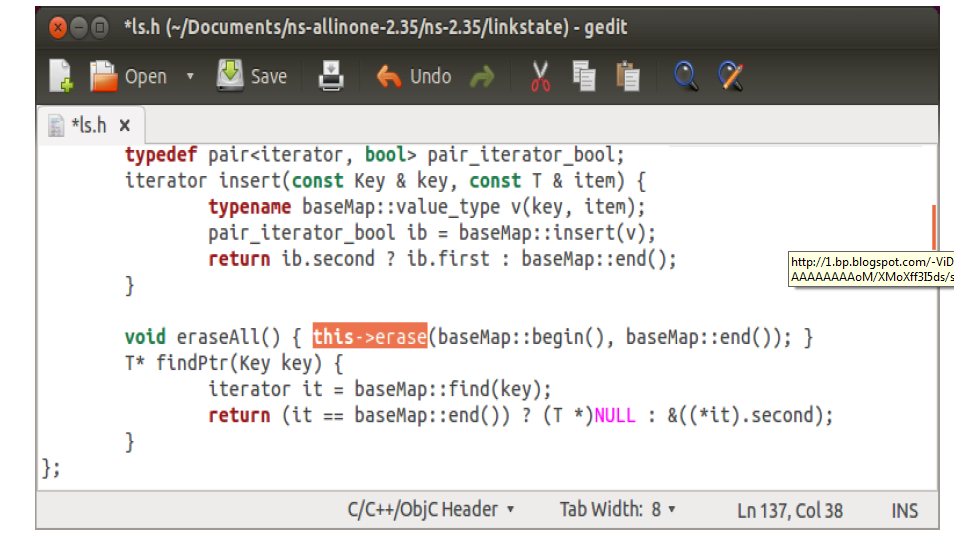 *ls.h (~/Documents/ns-allinone-2.35/ns-2.35/linkstate) - gedit
Open Save Undo
*ls.h x
typedef pair<iterator, bool> pair_iterator_bool;
iterator insert(const Key & key, const T & item) {
typename baseMap::value_type v(key, item);
pair_iterator_bool ib = baseMap::insert(v);
return ib.second ? ib.first : baseMap::end();
}
http://1.bp.blogspot.com/-ViD
AAAAAAAAoM/XMoXff3I5ds/s
void eraseAll() { this->erase(baseMap::begin(), baseMap::end()); }
T* findPtr(Key key) {
iterator it = baseMap::find(key);
return (it == baseMap::end()) ? (T *)NULL : &((*it).second);
}
};
C/C++/ObjC Header Tab Width: 8 Ln 137, Col 38 INS